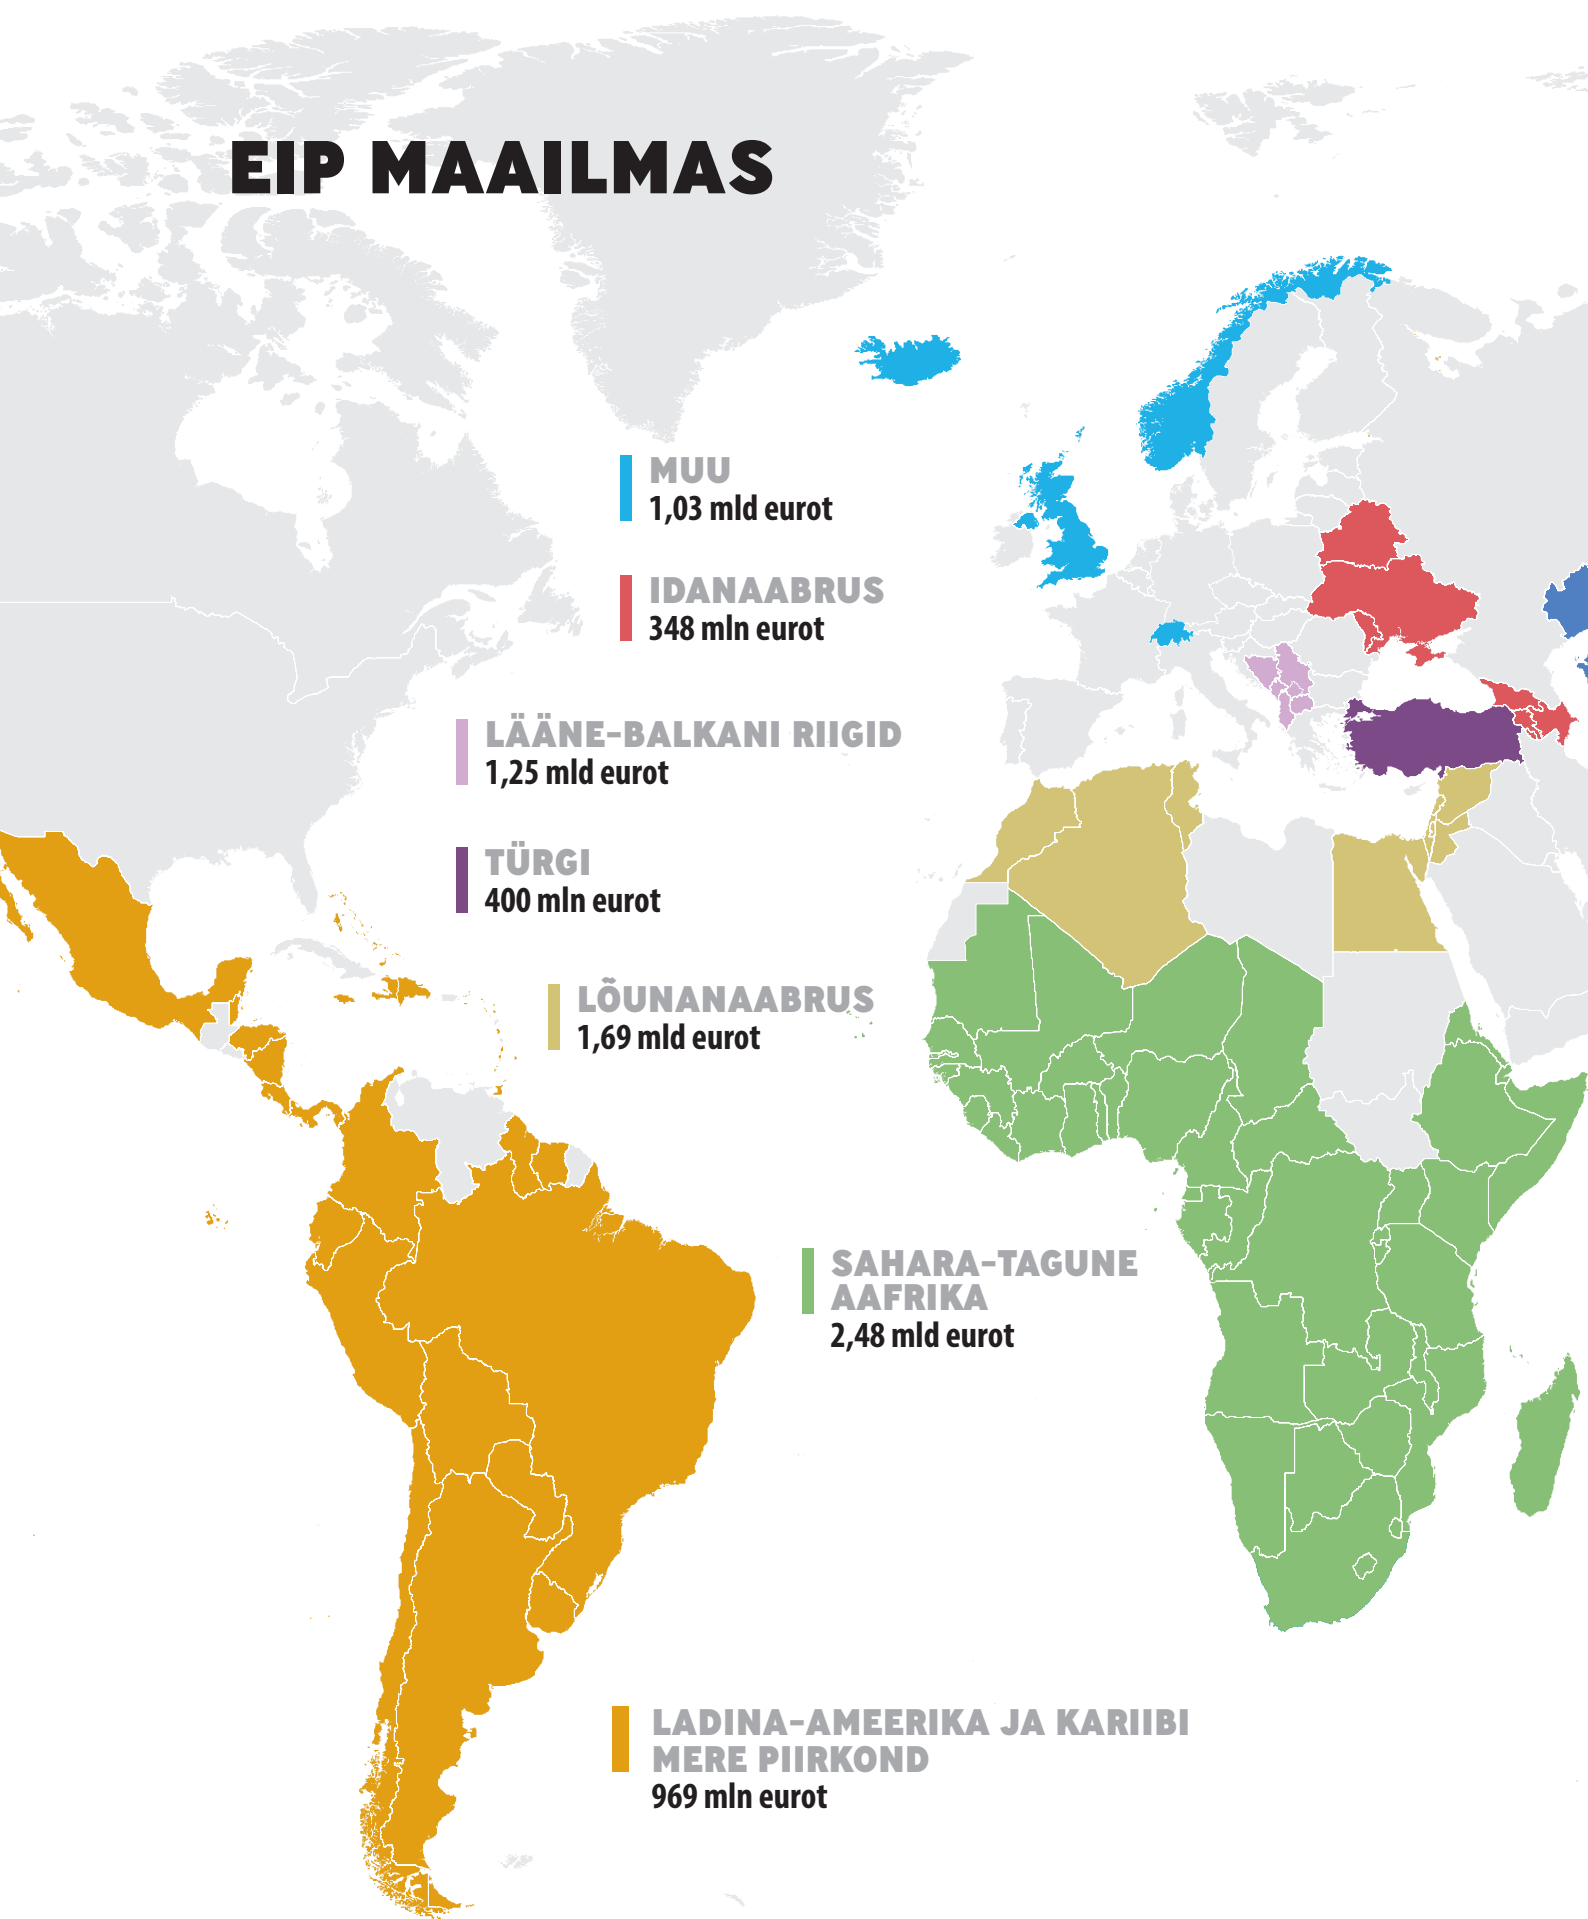 EIP MAAILMAS
MUU
1,03 mld eurot
IDANAABRUS
348 mln eurot
LÄÄNE-BALKANI RIIGID
1,25 mld eurot
TÜRGI
400 mln eurot
LÕUNANAABRUS
1,69 mld eurot
SAHARA-TAGUNE
AAFRIKA
2,48 mld eurot
LADINA-AMEERIKA JA KARIIBI
MERE PIIRKOND
969 mln eurot